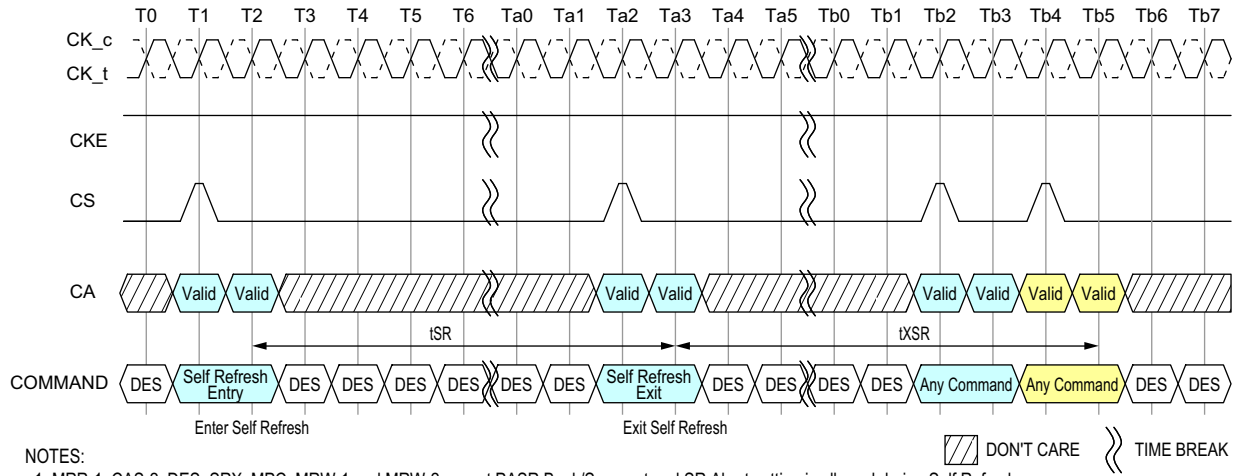 T0 T1 T2 T3 T4 T5 T6 Ta0 Ta1 Ta2 Ta3 Ta4 Ta5 Tb0 Tb1 Tb2 Tb3 Tb4 Tb5 Tb6 Tb7
CK_c
CK_t
CKE
CS
CA Valid Valid Valid Valid Valid Valid Valid Valid
tSR tXSR
COMMAND DES Self Refresh Entry DES DES DES DES DES DES Self Refresh Exit DES DES DES DES Any Command Any Command DES DES
Enter Self Refresh Exit Self Refresh
DON'T CARE TIME BREAK
NOTES: